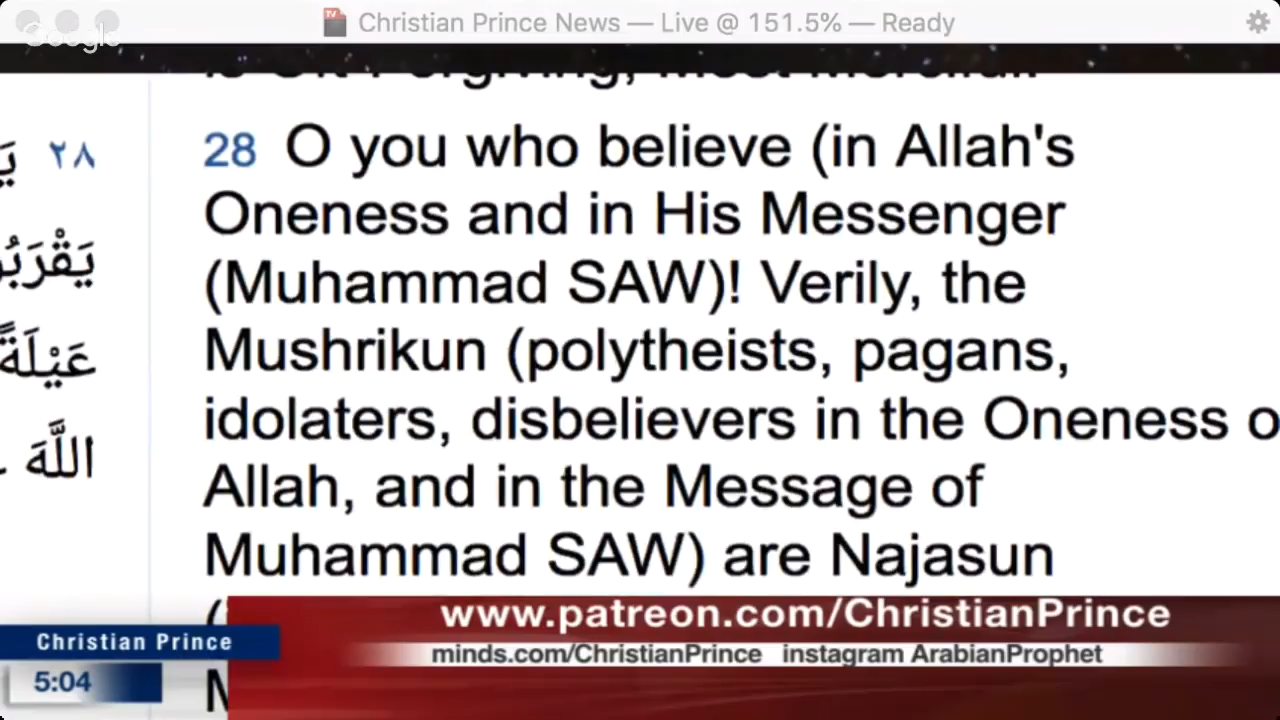 Christian Prince News — Live @ 151.5% — Ready
Google
28 O you who believe (in Allah's
Oneness and in His Messenger
(Muhammad SAW)! Verily, the
Mushrikun (polytheists, pagans,
idolaters, disbelievers in the Oneness o
Allah, and in the Message of
Muhammad SAW) are Najasun
(
٢٨
عَيْلَةً
اللَّهَ
www.patreon.com/ChristianPrince
Christian Prince
minds.com/ChristianPrince instagram ArabianProphet
5:04